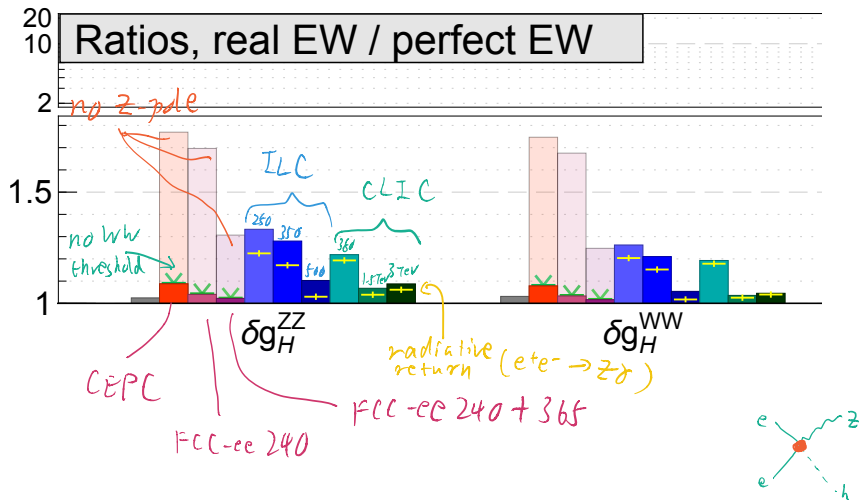 20
10
2
1.5
1
Ratios, real EW / perfect EW
no Z-pole
ILC
CLIC
no WW
threshold
250
350
500
380
1.5TeV
3TeV
δg_H^ZZ
δg_H^WW
radiative
return (e+e- → Zγ)
CEPC
FCC-ee 240
FCC-ee 240 + 365
e
e
Z
h